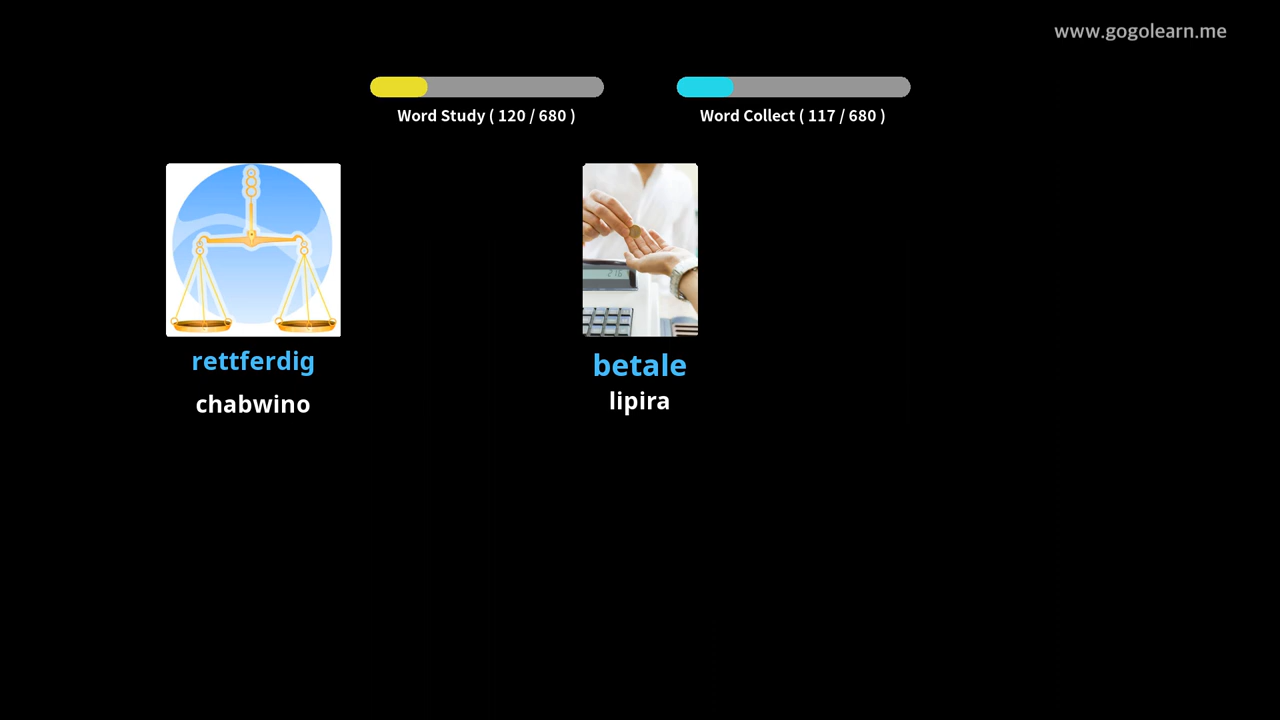 www.gogolearn.me
Word Study ( 120 / 680 )
Word Collect ( 117 / 680 )
rettferdig
chabwino
betale
lipira